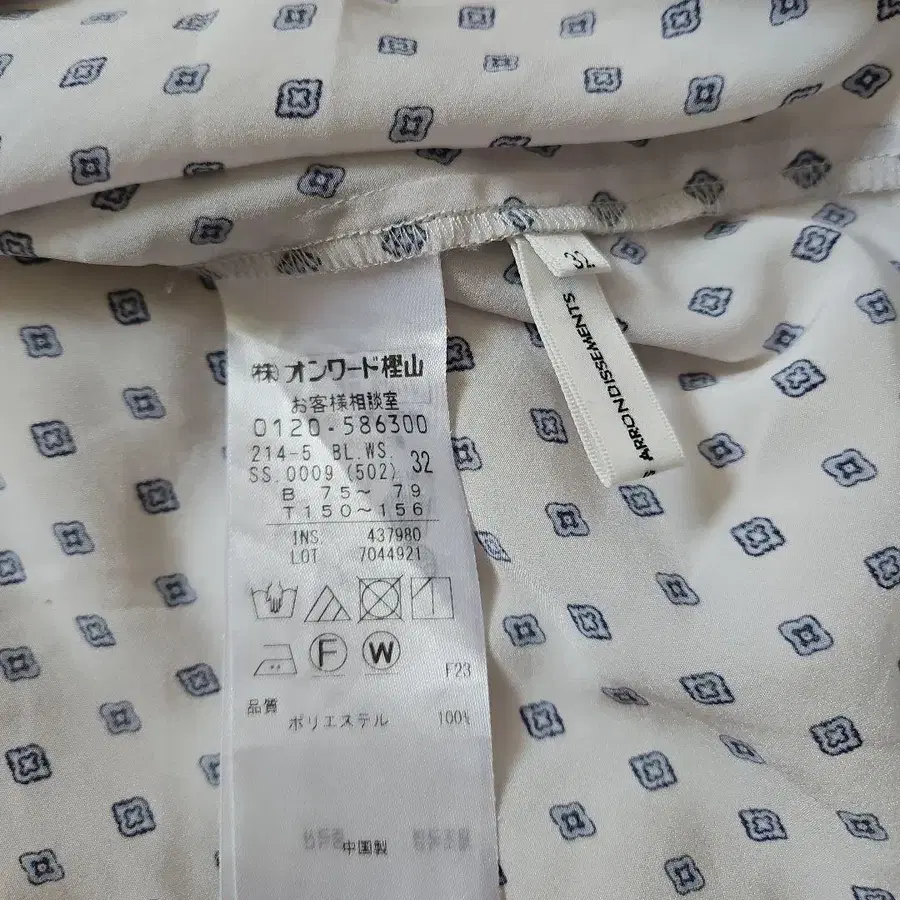 (株)オンワード樫山
お客様相談室
0120-586300
214-5 BL.WS.
SS.0009 (502) 32
B 75~ 79
T150~156
INS. 437980
LOT 7044921
F
W
F23
品質
ポリエステル 100%
中国製
32
ARRONDISSEMENTS